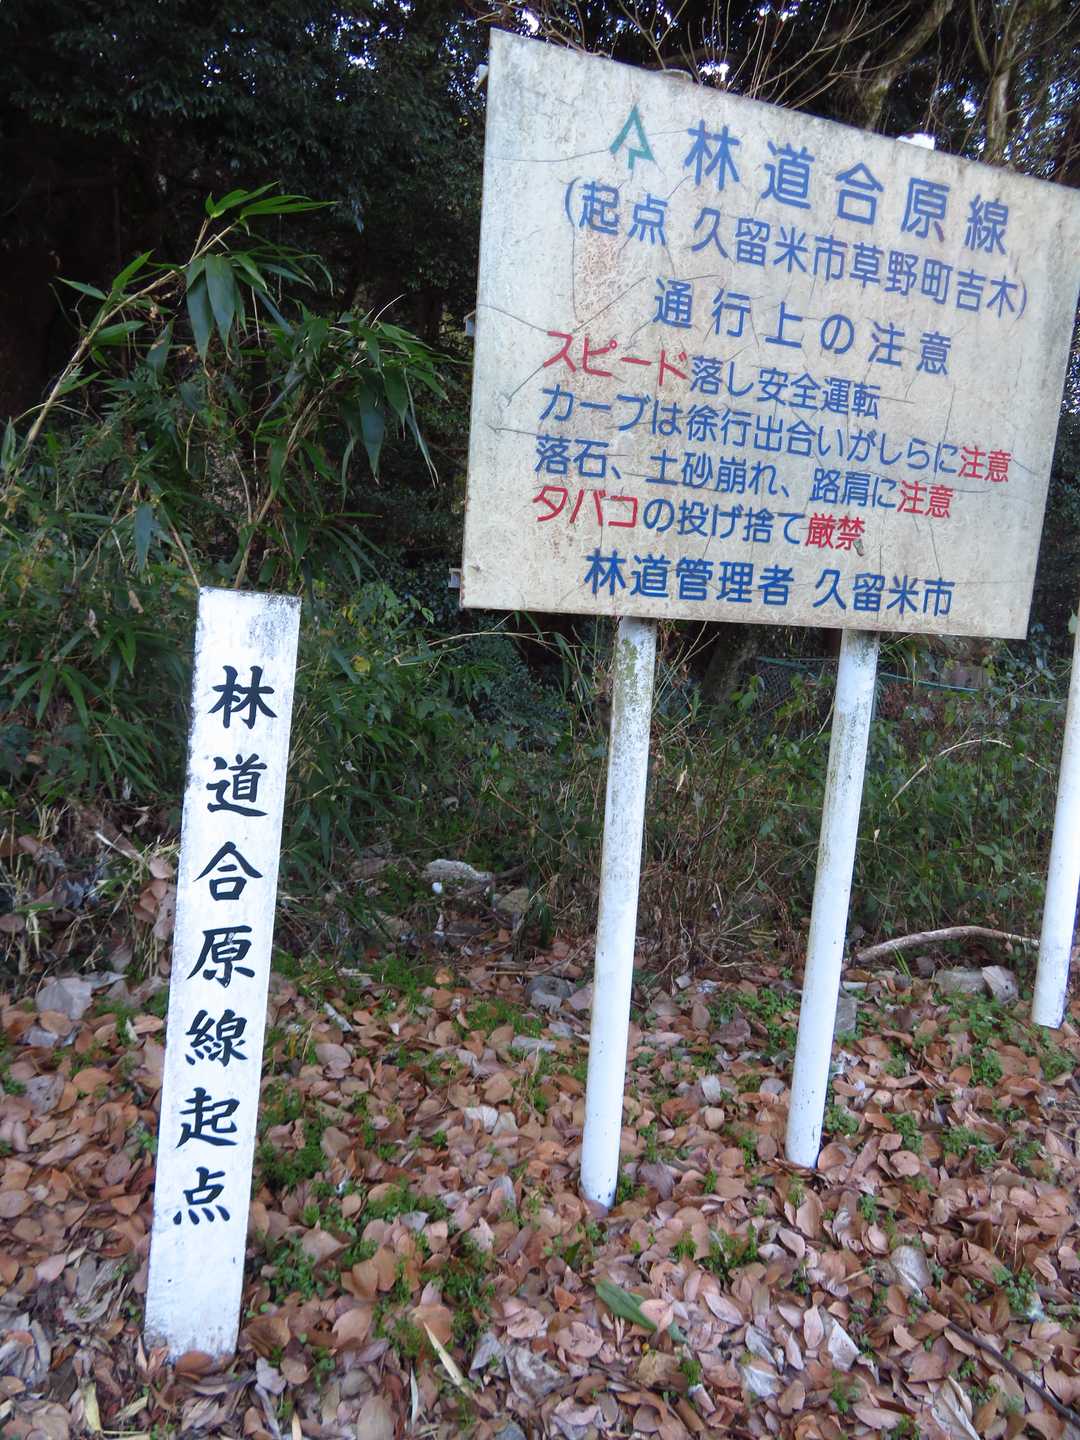 林道合原線
(起点 久留米市草野町吉木)
通行上の注意
スピード落し安全運転
カーブは徐行出合いがしらに注意
落石、土砂崩れ、路肩に注意
タバコの投げ捨て厳禁
林道管理者 久留米市
林道合原線起点